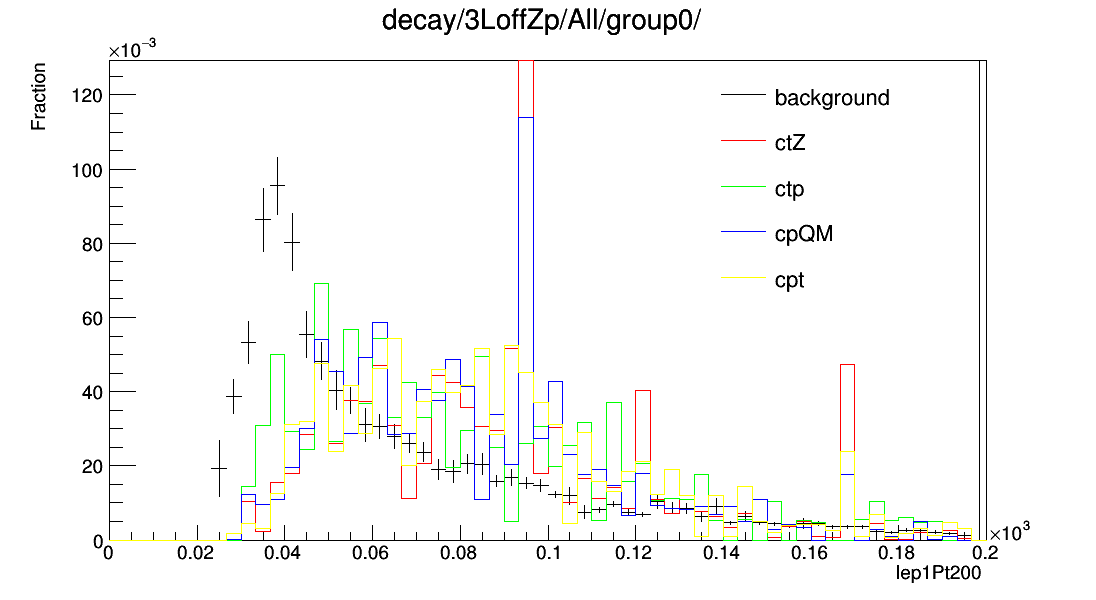 decay/3LoffZp/All/group0/
×10⁻³
Fraction
120
100
80
60
40
20
0
background
ctZ
ctp
cpQM
cpt
0 0.02 0.04 0.06 0.08 0.1 0.12 0.14 0.16 0.18 0.2
×10³
lep1Pt200